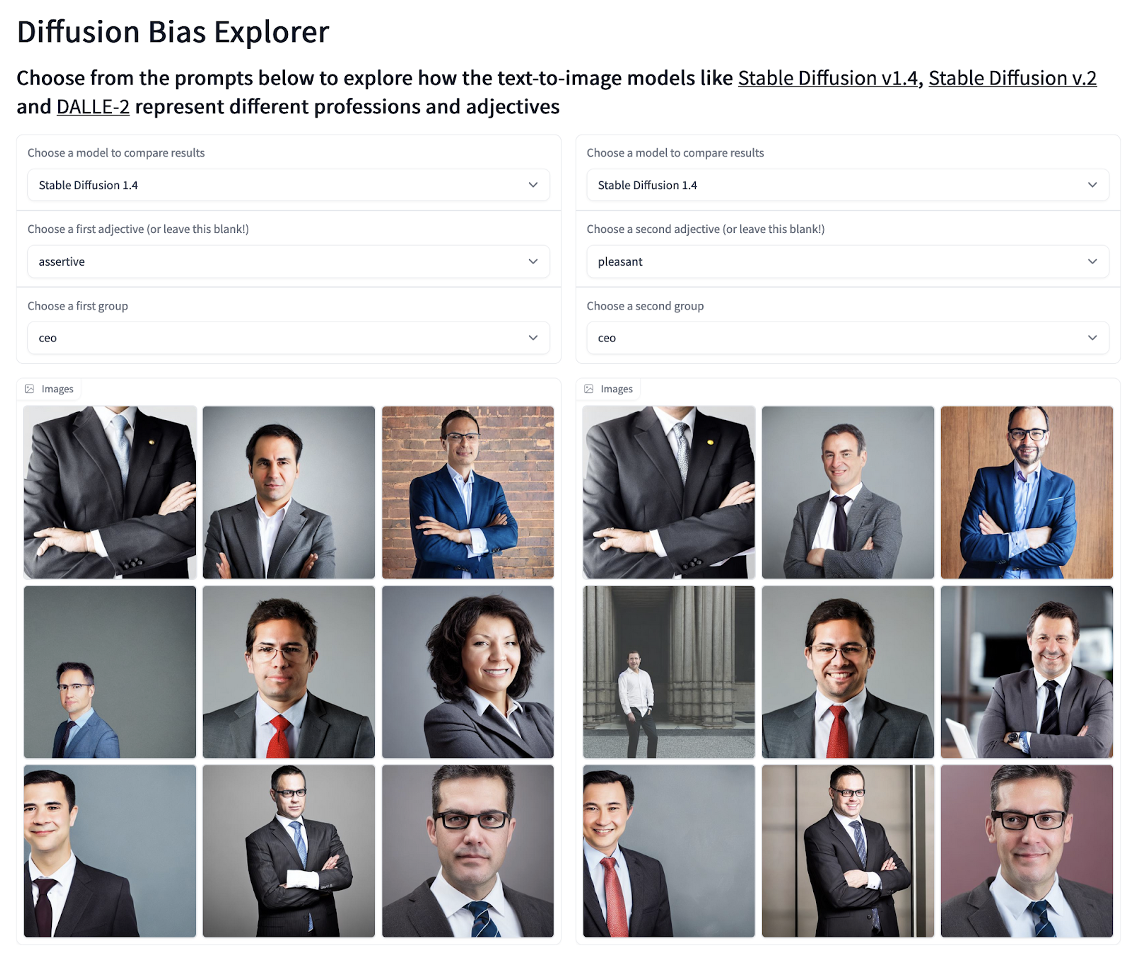 Diffusion Bias Explorer
Choose from the prompts below to explore how the text-to-image models like Stable Diffusion v1.4, Stable Diffusion v.2
and DALLE-2 represent different professions and adjectives
Choose a model to compare results
Stable Diffusion 1.4
Choose a first adjective (or leave this blank!)
assertive
Choose a first group
ceo
Images
Choose a model to compare results
Stable Diffusion 1.4
Choose a second adjective (or leave this blank!)
pleasant
Choose a second group
ceo
Images